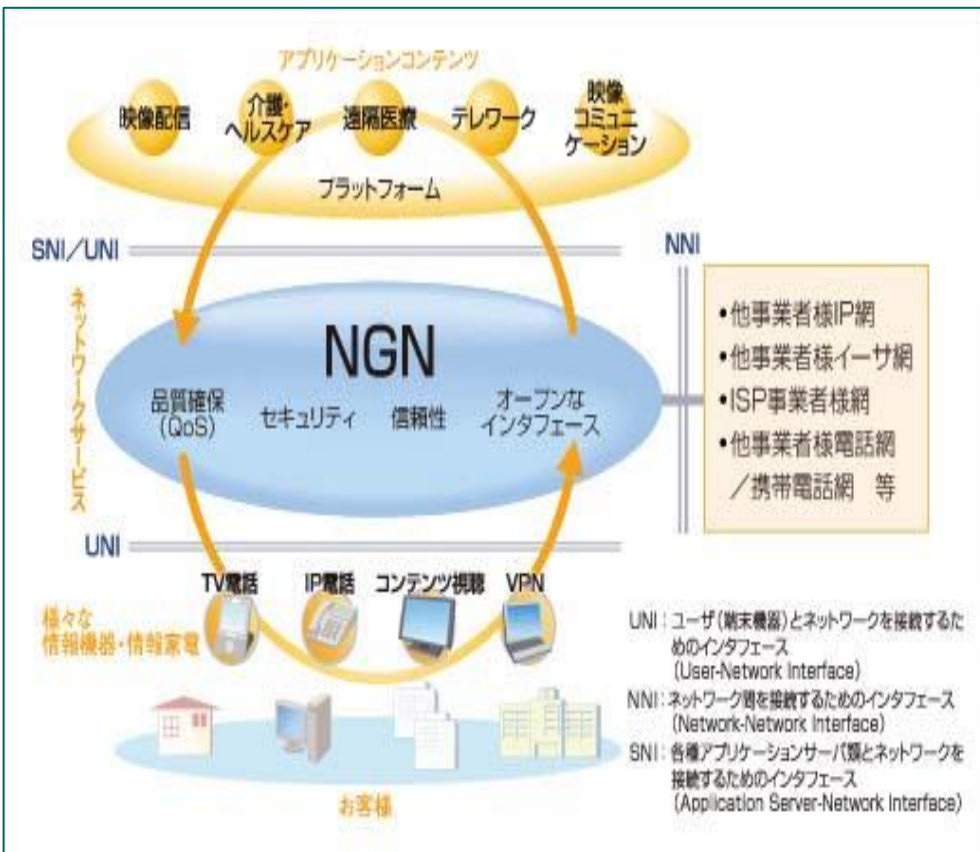 アプリケーションコンテンツ
映像配信
介護・
ヘルスケア
遠隔医療
テレワーク
映像
コミュニ
ケーション
プラットフォーム
SNI/UNI
NNI
ネットワークサービス
NGN
品質確保
(QoS)
セキュリティ
信頼性
オープンな
インタフェース
•他事業者様IP網
•他事業者様イーサ網
•ISP事業者様網
•他事業者様電話網
/携帯電話網 等
UNI
TV電話
IP電話
コンテンツ視聴
VPN
様々な
情報機器・情報家電
お客様
UNI:ユーザ(端末機器)とネットワークを接続するた
めのインタフェース
(User-Network Interface)
NNI:ネットワーク間を接続するためのインタフェース
(Network-Network Interface)
SNI:各種アプリケーションサーバ類とネットワークを
接続するためのインタフェース
(Application Server-Network Interface)